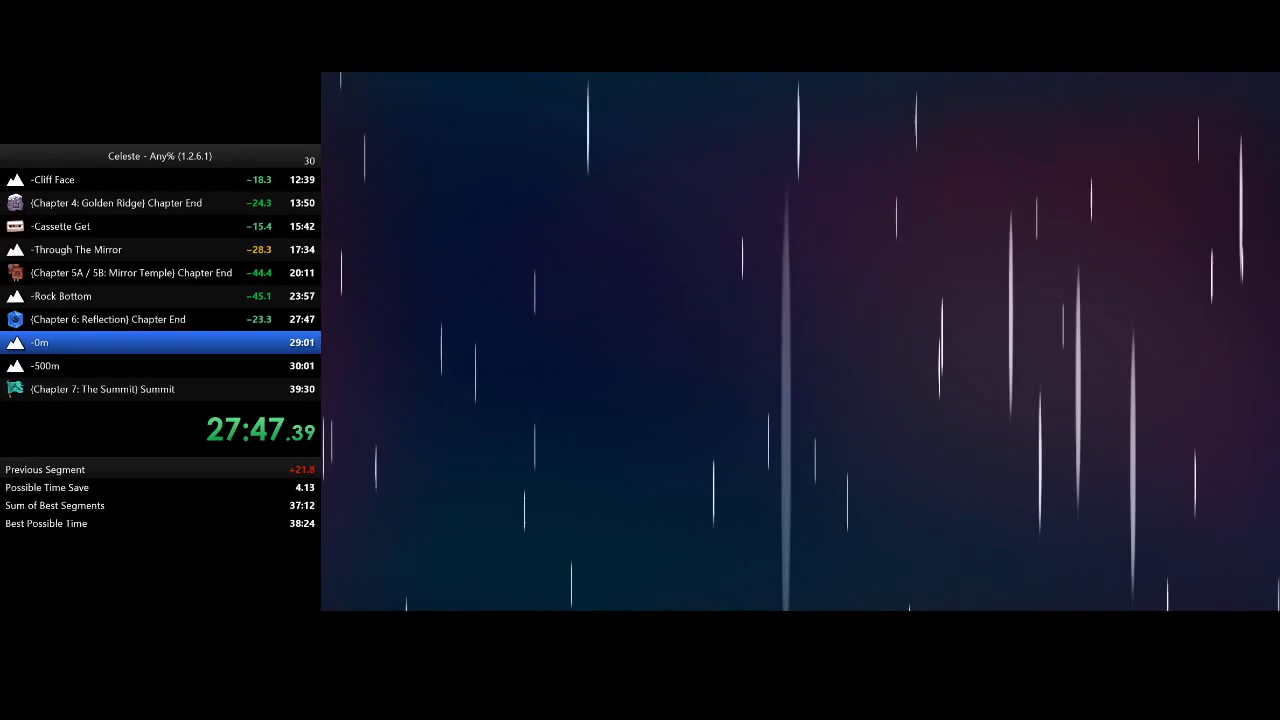 Celeste - Any% (1.2.6.1)
30
-Cliff Face −18.3 12:39
{Chapter 4: Golden Ridge} Chapter End −24.3 13:50
-Cassette Get −15.4 15:42
-Through The Mirror −28.3 17:34
{Chapter 5A / 5B: Mirror Temple} Chapter End −44.4 20:11
-Rock Bottom −45.1 23:57
{Chapter 6: Reflection} Chapter End −23.3 27:47
-0m 29:01
-500m 30:01
{Chapter 7: The Summit} Summit 39:30
27:47.39
Previous Segment +21.8
Possible Time Save 4.13
Sum of Best Segments 37:12
Best Possible Time 38:24